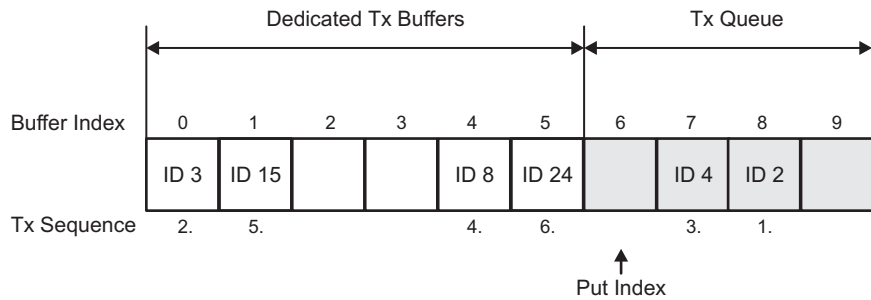 Dedicated Tx Buffers Tx Queue
Buffer Index 0 1 2 3 4 5 6 7 8 9
ID 3 ID 15 ID 8 ID 24 ID 4 ID 2
Tx Sequence 2. 5. 4. 6. 3. 1.
Put Index